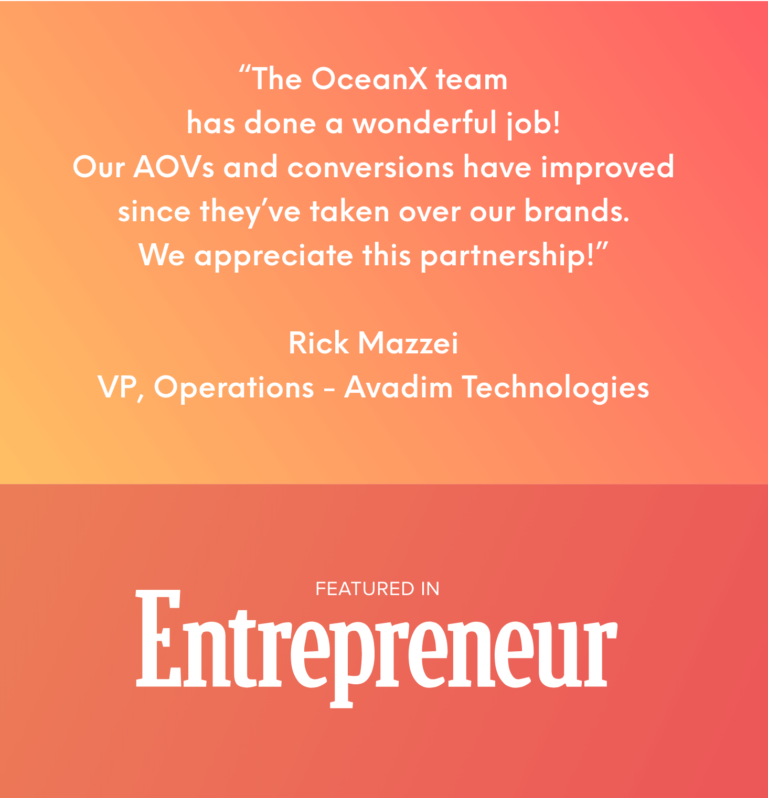 “The OceanX team
has done a wonderful job!
Our AOVs and conversions have improved
since they’ve taken over our brands.
We appreciate this partnership!”
Rick Mazzei
VP, Operations - Avadim Technologies
FEATURED IN
Entrepreneur